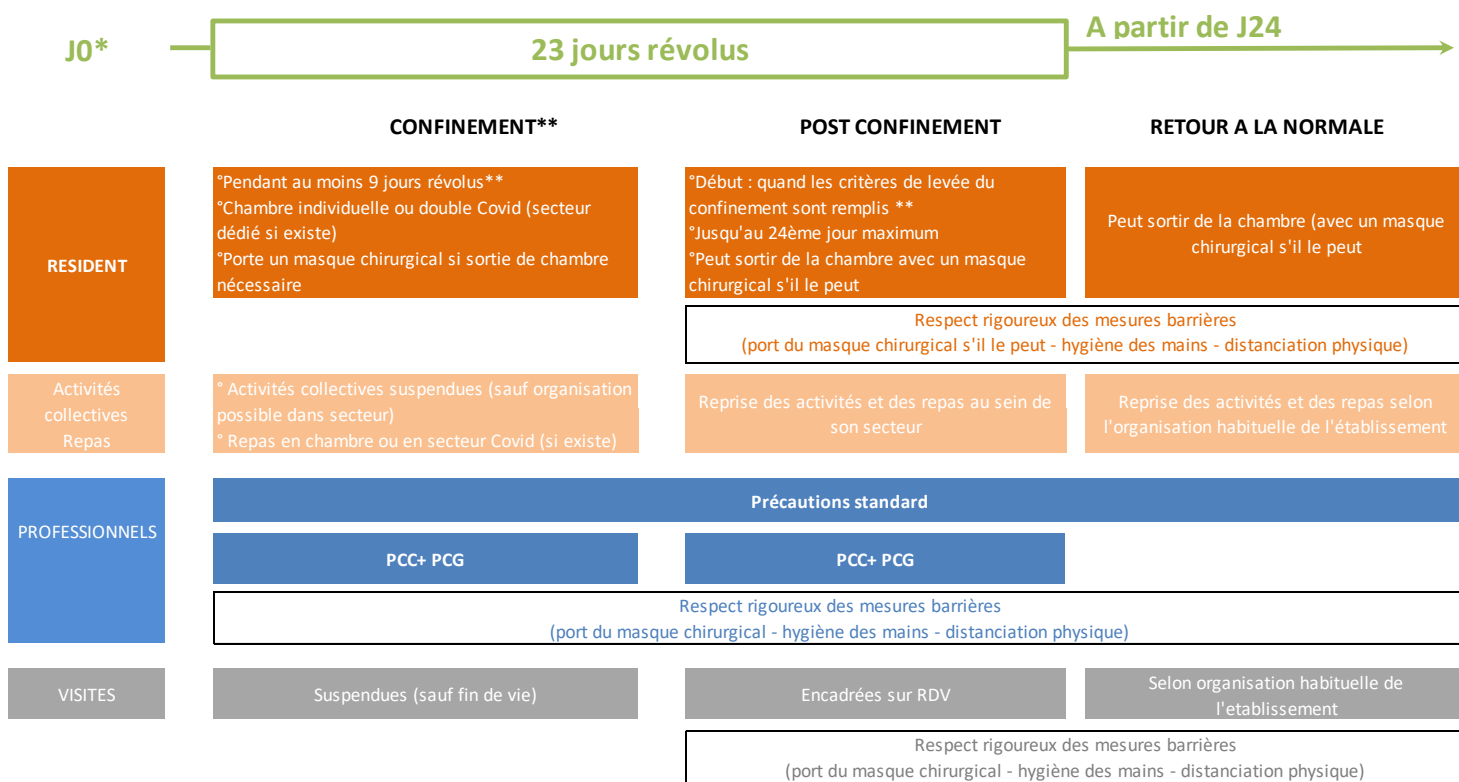 J0*
23 jours révolus
A partir de J24
CONFINEMENT**
POST CONFINEMENT
RETOUR A LA NORMALE
RESIDENT
°Pendant au moins 9 jours révolus**
°Chambre individuelle ou double Covid (secteur
dédié si existe)
°Porte un masque chirurgical si sortie de chambre
nécessaire
°Début : quand les critères de levée du
confinement sont remplis **
°Jusqu'au 24ème jour maximum
°Peut sortir de la chambre avec un masque
chirurgical s'il le peut
Peut sortir de la chambre (avec un masque
chirurgical s'il le peut
Respect rigoureux des mesures barrières
(port du masque chirurgical s'il le peut - hygiène des mains - distanciation physique)
Activités
collectives
Repas
° Activités collectives suspendues (sauf organisation
possible dans secteur)
° Repas en chambre ou en secteur Covid (si existe)
Reprise des activités et des repas au sein de
son secteur
Reprise des activités et des repas selon
l'organisation habituelle de l'établissement
PROFESSIONNELS
Précautions standard
PCC+ PCG
PCC+ PCG
Respect rigoureux des mesures barrières
(port du masque chirurgical - hygiène des mains - distanciation physique)
VISITES
Suspendues (sauf fin de vie)
Encadrées sur RDV
Selon organisation habituelle de
l'etablissement
Respect rigoureux des mesures barrières
(port du masque chirurgical - hygiène des mains - distanciation physique)